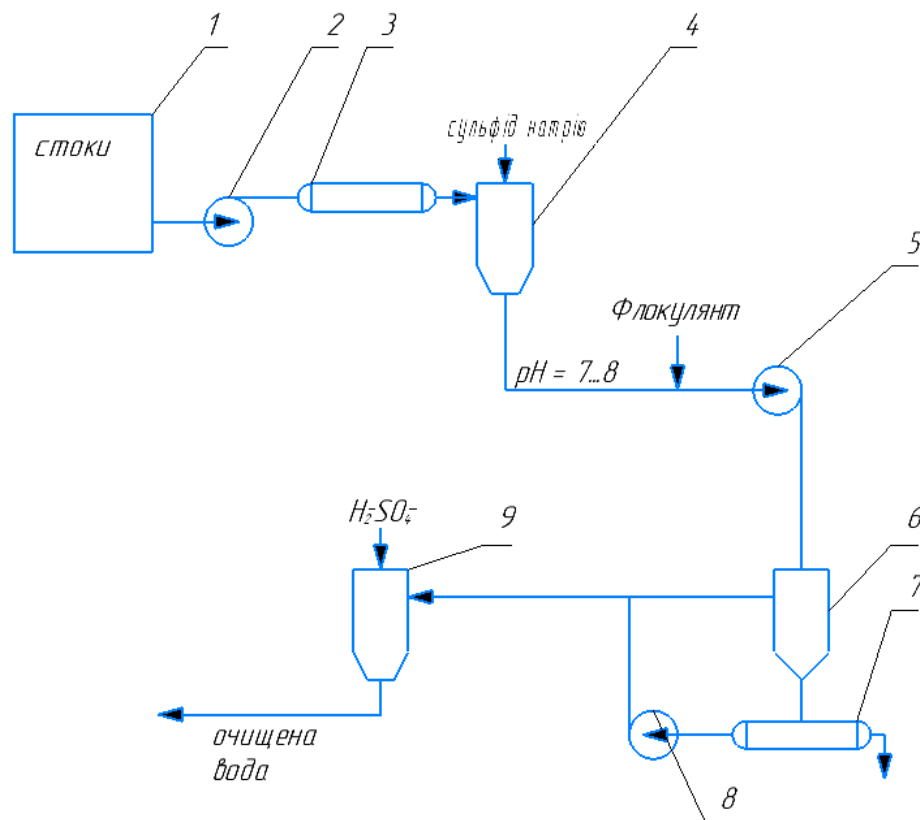 1
2
3
4
стоки
сульфід натрію
5
Флокулянт
pH = 7...8
H₂SO₄
9
6
7
очищена
вода
8